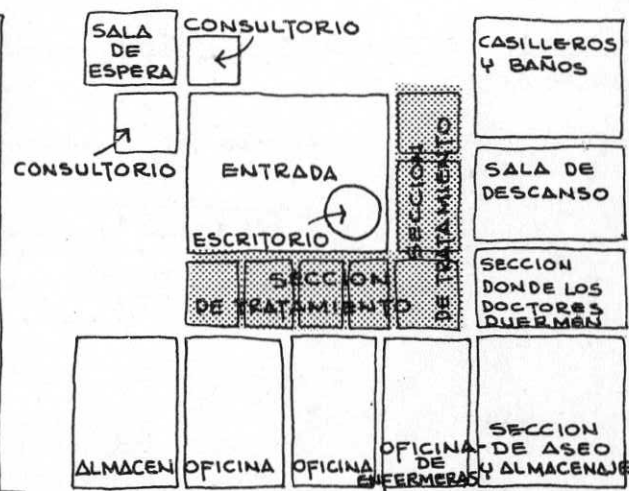 SALA
DE
ESPERA
CONSULTORIO
CASILLEROS
Y BAÑOS
CONSULTORIO
ENTRADA
ESCRITORIO
SECCION
DE TRATAMIENTO
SALA DE
DESCANSO
SECCION
DE TRATAMIENTO
SECCION
DONDE LOS
DOCTORES
DUERMEN
ALMACEN
OFICINA
OFICINA
OFICINA
DE
ENFERMERAS
SECCION
DE ASEO
Y ALMACENAJE